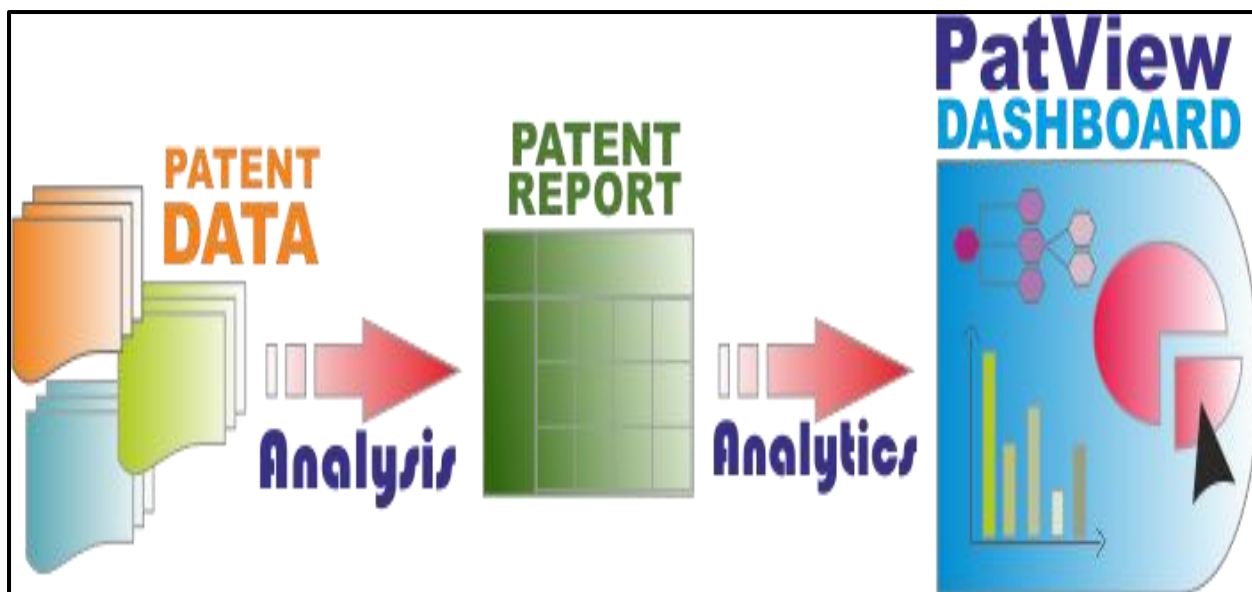 PATENT
DATA
Analysis
PATENT
REPORT
Analytics
PatView
DASHBOARD